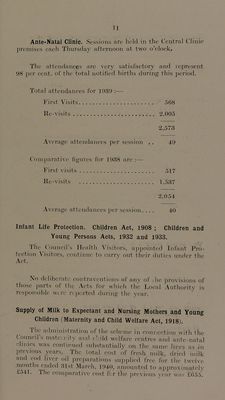 11
Ante-Natal Clinic. Sessions are held in the Central Clinic
premises each Thursday afternoon at two o'clock.
The attendances are very satisfactory and represent
98 per cent. of the total notified births during this period.
Total attendances for 1939 :—
First Visits........................ 568
Re-visits ........................ 2,005
2,573
Average attendances per session .. 49
Comparative figures for 1938 are :—
First visits ........................ 517
Re-visits ........................ 1,537
2,054
Average attendances per session.... 40
Infant Life Protection. Children Act, 1908 ; Children and
Young Persons Acts, 1932 and 1933.
The Council's Health Visitors, appointed Infant Pro-
tection Visitors, continue to carry out their duties under the
Act.
No deliberate contraventions of any of the provisions of
those parts of the Acts for which the Local Authority is
responsible were reported during the year.
Supply of Milk to Expectant and Nursing Mothers and Young
Children (Maternity and Child Welfare Act, 1918).
The administration of the scheme in connection with the
Council's maternity and child welfare centres and ante-natal
clinics was continued substantially on the same lines as in
previous years. The total cost of fresh milk, dried milk
and cod liver oil preparations supplied free for the twelve
months ended 31st March, 1940, amounted to approximately
£541. The comparative cost for the previous year was £655.